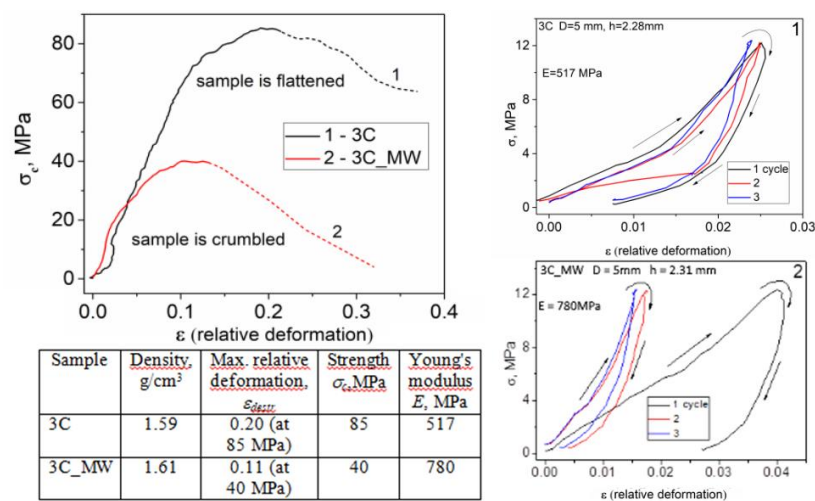 80
60
40
20
0
σc, MPa
sample is flattened
1
1 - 3C
2 - 3C_MW
sample is crumbled
2
0.0 0.1 0.2 0.3 0.4
ε (relative deformation)
Sample Density, g/cm³ Max. relative deformation, εdestr Strength σc,MPa Young's modulus E, MPa
3C 1.59 0.20 (at 85 MPa) 85 517
3C_MW 1.61 0.11 (at 40 MPa) 40 780
3C D=5 mm, h=2.28mm
1
E=517 MPa
16
12
8
4
0
σ, MPa
1 cycle
2
3
0.00 0.01 0.02 0.03
ε (relative deformation)
3C_MW D = 5mm h = 2.31 mm
2
E = 780MPa
16
12
8
4
0
σ, MPa
1 cycle
2
3
0.00 0.01 0.02 0.03 0.04
ε (relative deformation)